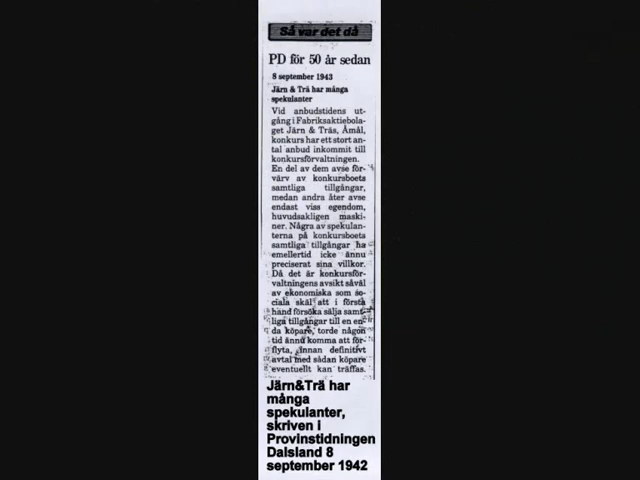 Så var det då
PD för 50 år sedan
8 september 1943
Järn & Trä har många
spekulanter
Vid anbudstidens ut-
gång i Fabriksaktiebola-
get Järn & Träs, Åmål,
konkurs har ett stort an-
tal anbud inkommit till
konkursförvaltningen.
En del av dem avse för-
värv av konkursboets
samtliga tillgångar,
medan andra åter avse
endast viss egendom,
huvudsakligen maski-
ner. Några av spekulan-
terna på konkursboets
samtliga tillgångar ha
emellertid icke ännu
preciserat sina villkor.
Då det är konkursför-
valtningens avsikt såväl
av ekonomiska som so-
ciala skäl att i första
hand försöka sälja samt-
liga tillgångar till en en-
da köpare, torde någon
tid ännu komma att för-
flyta, innan definitivt
avtal med sådan köpare
eventuellt kan träffas.
Järn&Trä har
många
spekulanter,
skriven i
Provinstidningen
Dalsland 8
september 1942